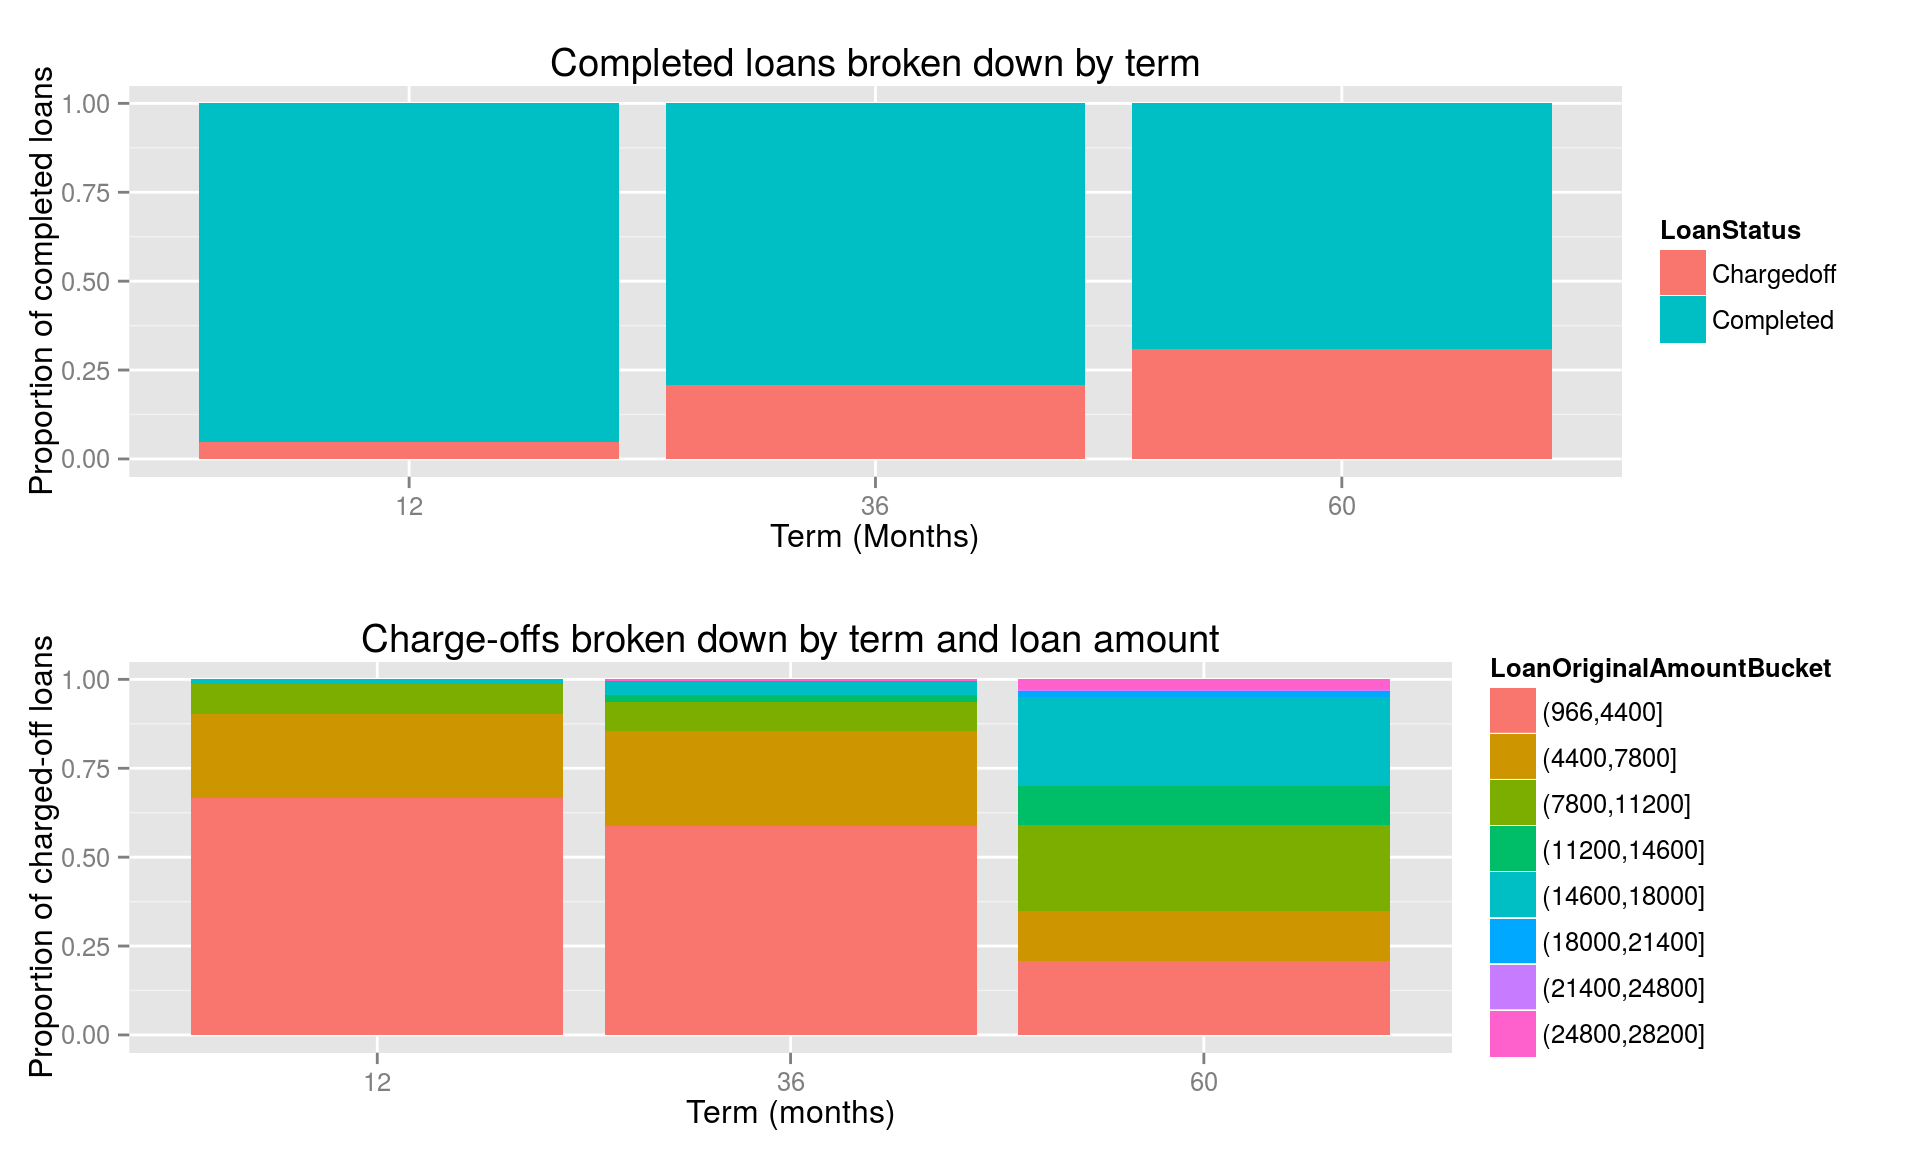 Completed loans broken down by term
Proportion of completed loans
1.00
0.75
0.50
0.25
0.00
12 36 60
Term (Months)
LoanStatus
Chargedoff
Completed
Charge-offs broken down by term and loan amount
Proportion of charged-off loans
1.00
0.75
0.50
0.25
0.00
12 36 60
Term (months)
LoanOriginalAmountBucket
(966,4400]
(4400,7800]
(7800,11200]
(11200,14600]
(14600,18000]
(18000,21400]
(21400,24800]
(24800,28200]